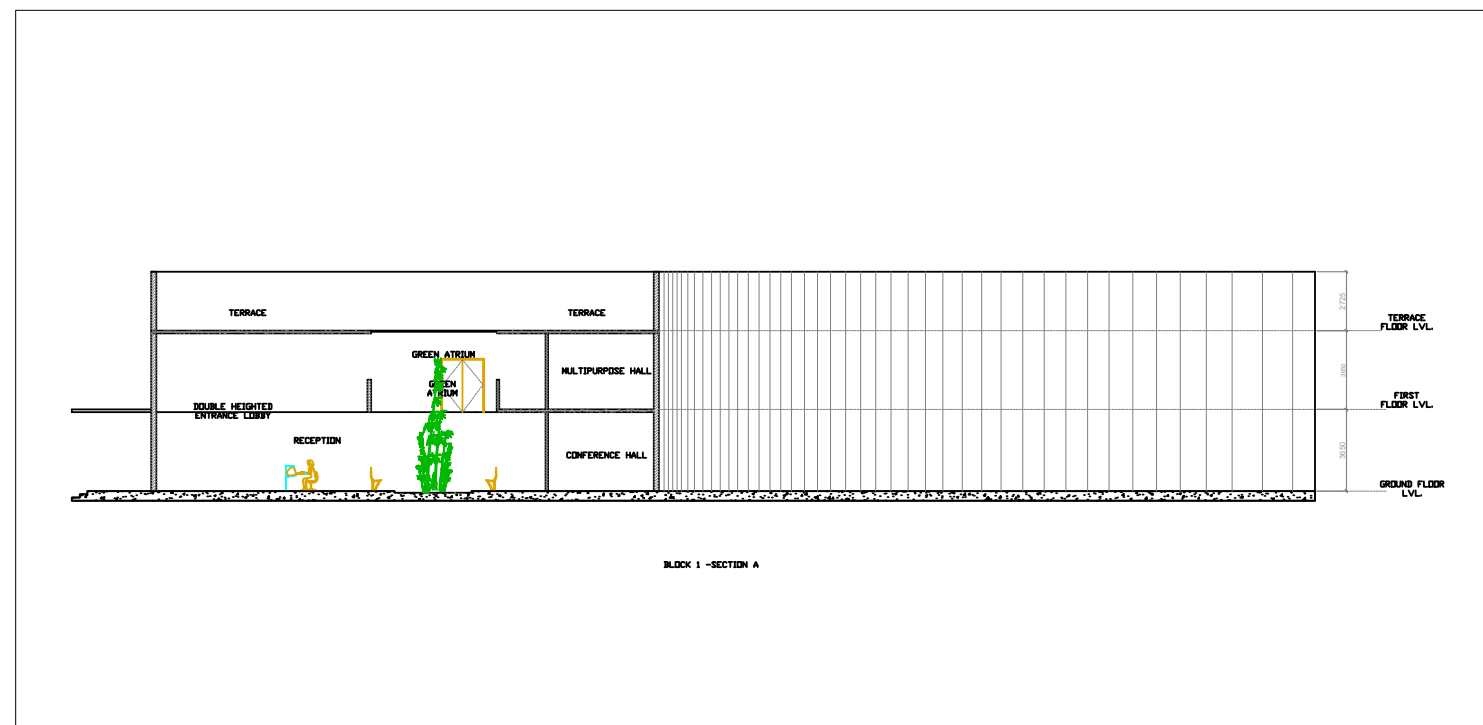 TERRACE
TERRACE
2725
TERRACE
FLOOR LVL.
GREEN ATRIUM
MULTIPURPOSE HALL
GREEN
ATRIUM
FIRST
FLOOR LVL.
DOUBLE HEIGHTED
ENTRANCE LOBBY
RECEPTION
CONFERENCE HALL
3650
GROUND FLOOR
LVL.
BLOCK 1 -SECTION A